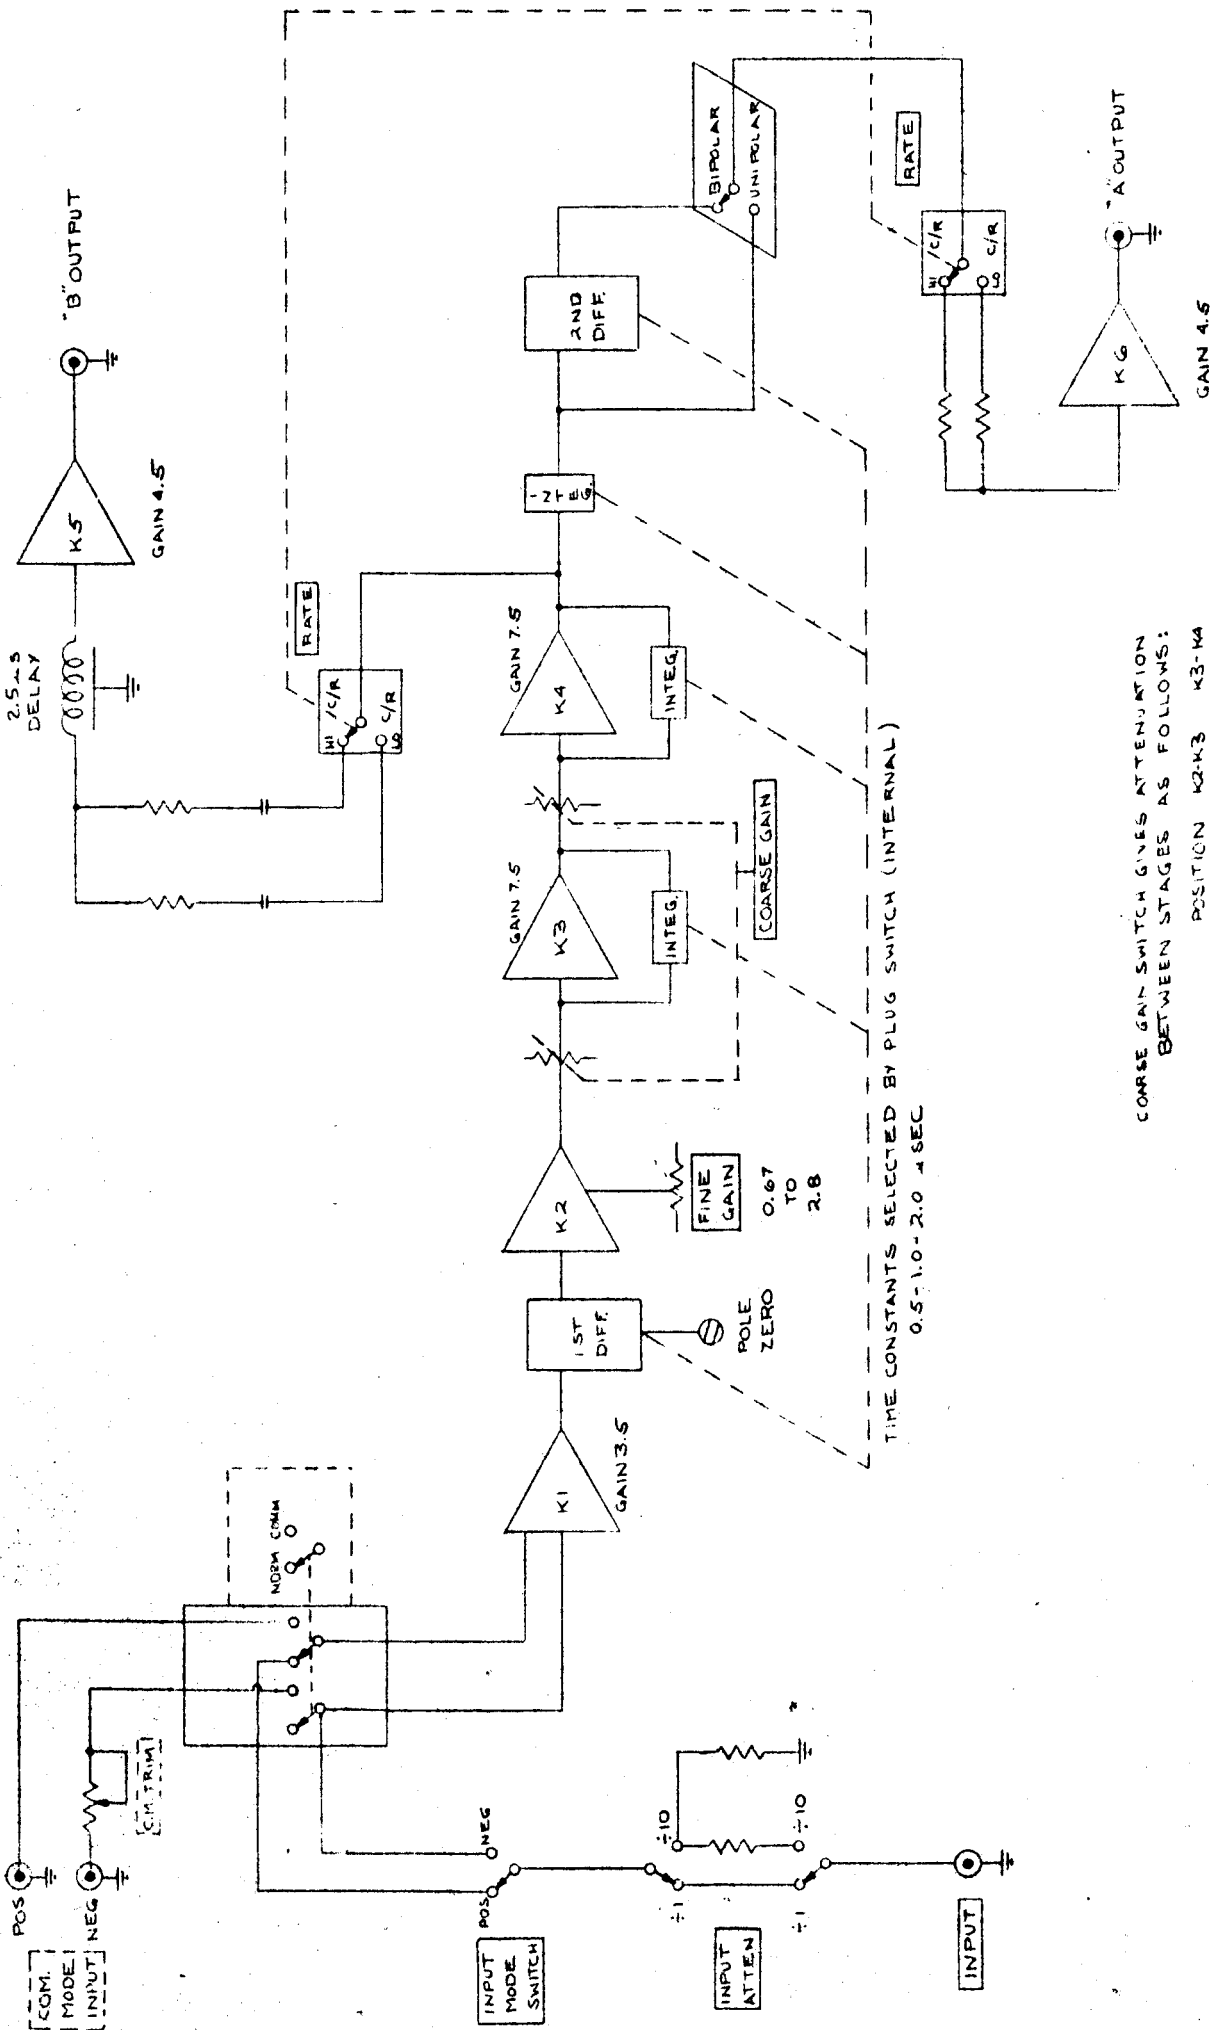 COM.
MODE
INPUT
POS
NEG
C.M. TRIM
NORM COMM
INPUT
MODE
SWITCH
POS
NEG
INPUT
ATTEN
÷1
÷10
÷1
÷10
*
INPUT
K1
GAIN 3.5
1ST
DIFF.
POLE
ZERO
K2
FINE
GAIN
0.67
TO
2.8
K3
GAIN 7.5
INTEG.
COARSE GAIN
K4
GAIN 7.5
INTEG.
INTEG.
2ND
DIFF.
BIPOLAR
UNIPOLAR
TIME CONSTANTS SELECTED BY PLUG SWITCH (INTERNAL)
0.5-1.0-2.0 µSEC
RATE
HI C/R
LO C/R
2.5µs
DELAY
K5
GAIN 4.5
"B" OUTPUT
RATE
HI C/R
LO C/R
K6
GAIN 4.5
"A" OUTPUT
COARSE GAIN SWITCH GIVES ATTENUATION
BETWEEN STAGES AS FOLLOWS:
POSITION K2-K3 K3-K4